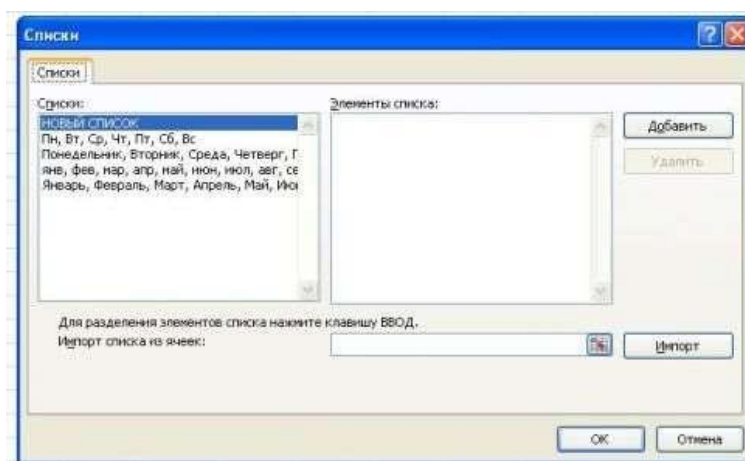 Списки
Списки
Списки:
НОВЫЙ СПИСОК
Пн, Вт, Ср, Чт, Пт, Сб, Вс
Понедельник, Вторник, Среда, Четверг, П
янв, фев, мар, апр, май, июн, июл, авг, се
Январь, Февраль, Март, Апрель, Май, Июн
Элементы списка:
Добавить
Удалить
Для разделения элементов списка нажмите клавишу ВВОД.
Импорт списка из ячеек:
Импорт
ОК
Отмена